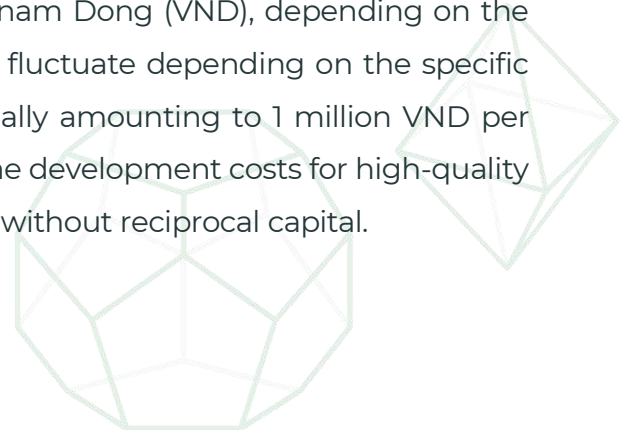 nam Dong (VND), depending on the
fluctuate depending on the specific
ally amounting to 1 million VND per
e development costs for high-quality
without reciprocal capital.